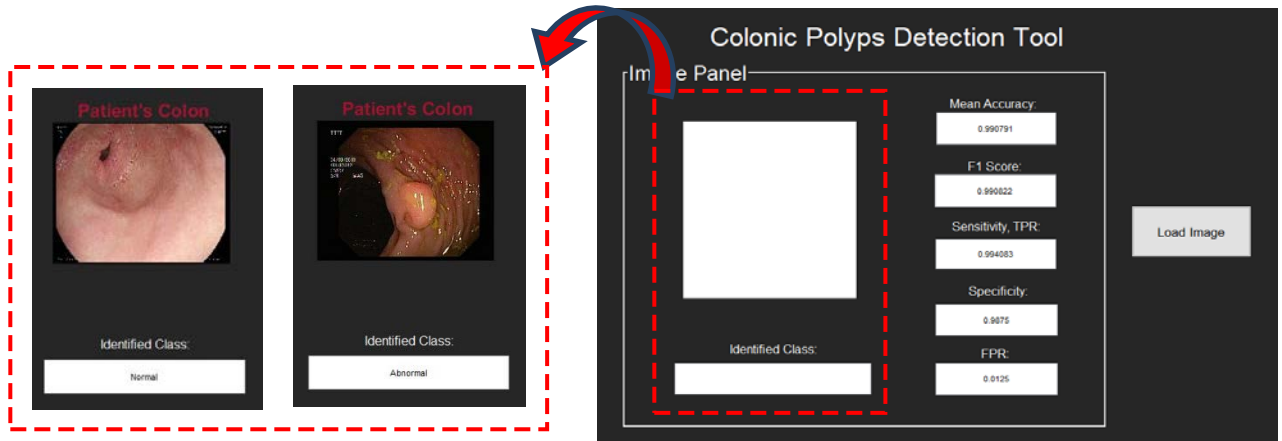 Patient's Colon
Identified Class:
Normal
Patient's Colon
Identified Class:
Abnormal
Colonic Polyps Detection Tool
Panel
Identified Class:
Mean Accuracy:
0.990791
F1 Score:
0.990822
Sensitivity, TPR:
0.994083
Specificity:
0.9875
FPR:
0.0125
Load Image